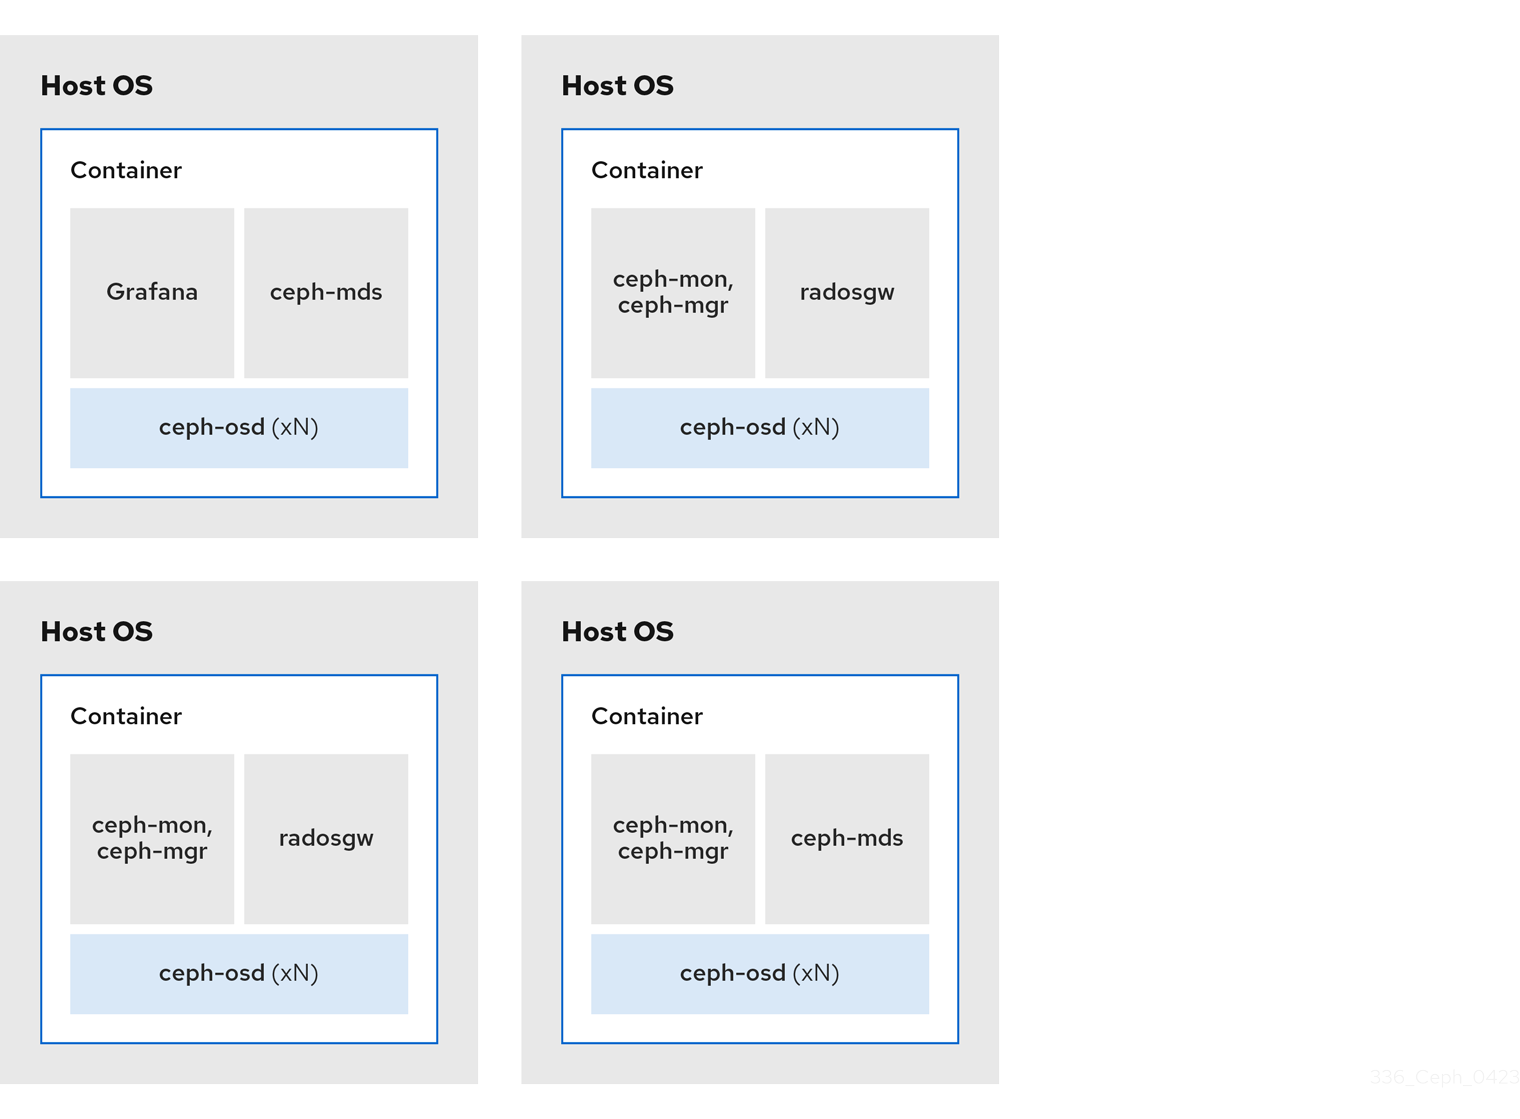 Host OS
Container
Grafana
ceph-mds
ceph-osd (xN)
Host OS
Container
ceph-mon,
ceph-mgr
radosgw
ceph-osd (xN)
Host OS
Container
ceph-mon,
ceph-mgr
radosgw
ceph-osd (xN)
Host OS
Container
ceph-mon,
ceph-mgr
ceph-mds
ceph-osd (xN)
336_Ceph_0423